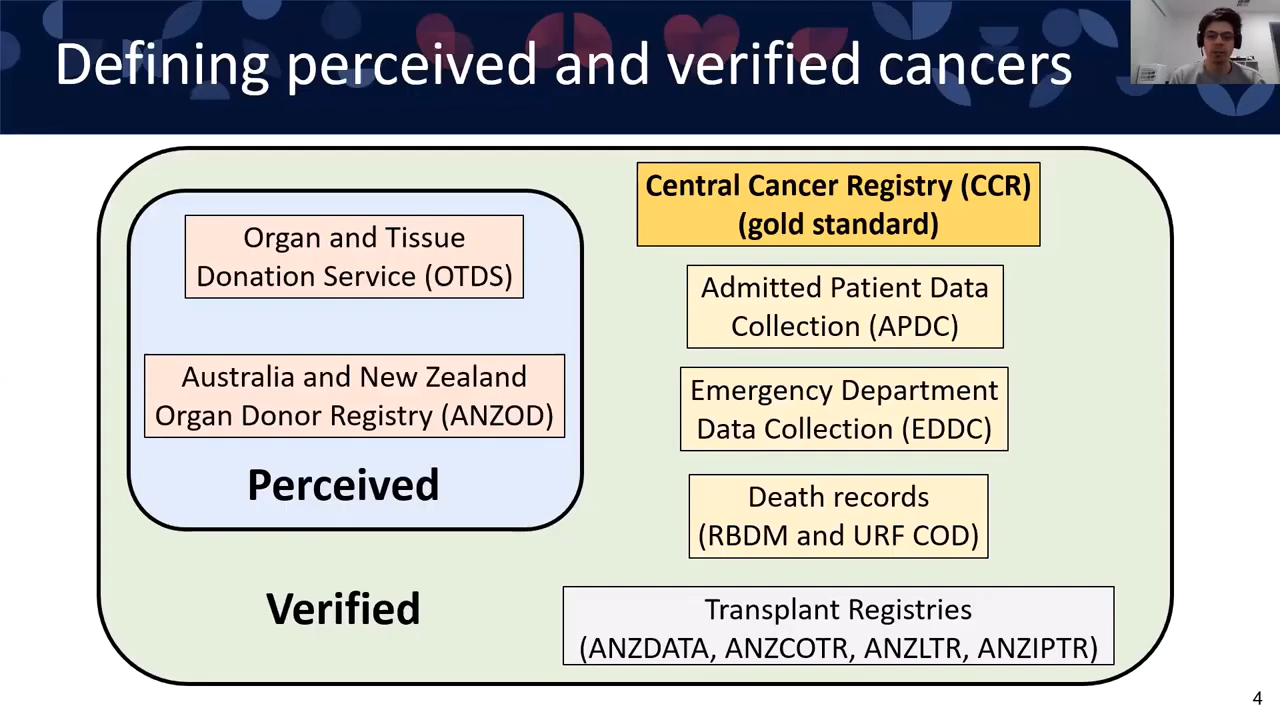 Defining perceived and verified cancers
Organ and Tissue
Donation Service (OTDS)
Australia and New Zealand
Organ Donor Registry (ANZOD)
Perceived
Verified
Central Cancer Registry (CCR)
(gold standard)
Admitted Patient Data
Collection (APDC)
Emergency Department
Data Collection (EDDC)
Death records
(RBDM and URF COD)
Transplant Registries
(ANZDATA, ANZCOTR, ANZLTR, ANZIPTR)
4